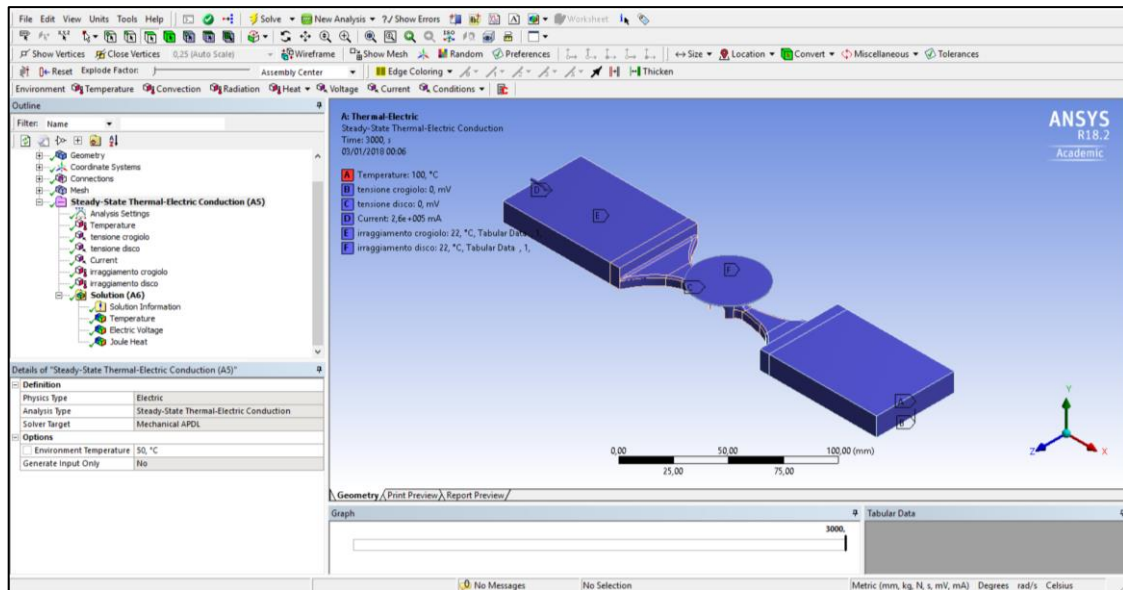 File Edit View Units Tools Help Solve New Analysis ?/ Show Errors A Worksheet
Show Vertices Close Vertices 0,25 (Auto Scale) Wireframe Show Mesh Random Preferences Size Location Convert Miscellaneous Tolerances
Reset Explode Factor: Assembly Center Edge Coloring Thicken
Environment Temperature Convection Radiation Heat Voltage Current Conditions
Outline
Filter: Name
Geometry
Coordinate Systems
Connections
Mesh
Steady-State Thermal-Electric Conduction (A5)
Analysis Settings
Temperature
tensione crogiolo
tensione disco
Current
irraggiamento crogiolo
irraggiamento disco
Solution (A6)
Solution Information
Temperature
Electric Voltage
Joule Heat
Details of "Steady-State Thermal-Electric Conduction (A5)"
Definition
Physics Type Electric
Analysis Type Steady-State Thermal-Electric Conduction
Solver Target Mechanical APDL
Options
Environment Temperature 50, °C
Generate Input Only No
A: Thermal-Electric
Steady-State Thermal-Electric Conduction
Time: 3000, s
03/01/2018 00:06
A Temperature: 100, °C
B tensione crogiolo: 0, mV
C tensione disco: 0, mV
D Current: 2,6e+005 mA
E irraggiamento crogiolo: 22, °C, Tabular Data , 1,
F irraggiamento disco: 22, °C, Tabular Data , 1,
ANSYS
R18.2
Academic
D
E
F
C
A
B
Y
Z
X
0,00 50,00 100,00 (mm)
25,00 75,00
Geometry Print Preview Report Preview
Graph
3000,
Tabular Data
0 No Messages No Selection Metric (mm, kg, N, s, mV, mA) Degrees rad/s Celsius